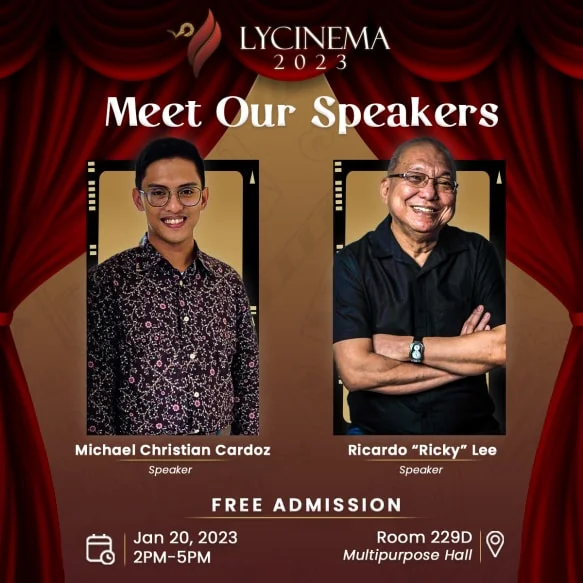 LYCINEMA
2023
Meet Our Speakers
Michael Christian Cardoz
Speaker
Ricardo “Ricky” Lee
Speaker
FREE ADMISSION
Jan 20, 2023
2PM-5PM
Room 229D
Multipurpose Hall